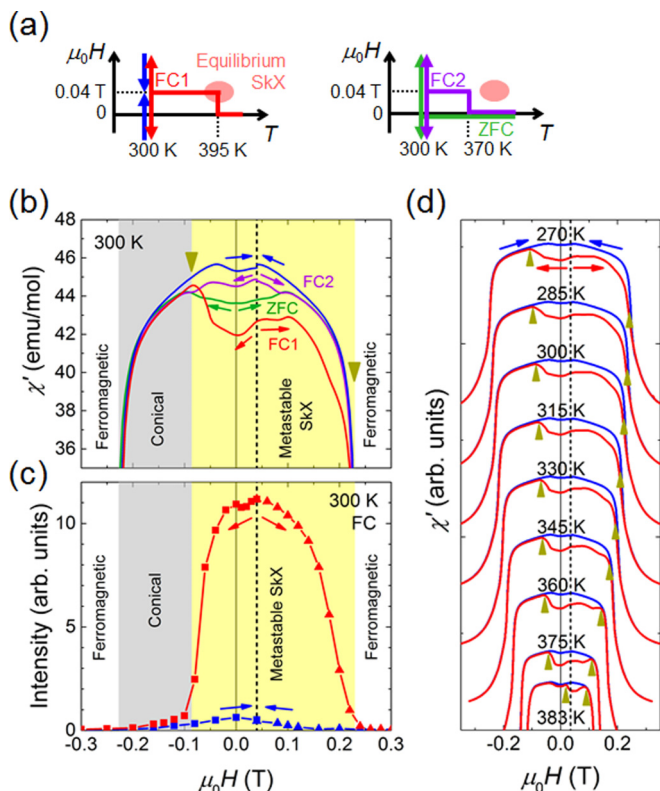 (a)
μ₀H
Equilibrium
SkX
FC1
0.04 T
0
T
300 K
395 K
μ₀H
FC2
0.04 T
0
ZFC
T
300 K
370 K
(b)
48
46
44
42
40
38
36
χ′ (emu/mol)
300 K
FC2
ZFC
FC1
Ferromagnetic
Conical
Metastable
SkX
Ferromagnetic
(c)
10
5
0
Intensity (arb. units)
300 K
FC
Ferromagnetic
Conical
Metastable SkX
Ferromagnetic
-0.3 -0.2 -0.1 0.0 0.1 0.2 0.3
μ₀H (T)
(d)
χ′ (arb. units)
270 K
285 K
300 K
315 K
330 K
345 K
360 K
375 K
383 K
-0.2 0.0 0.2
μ₀H (T)